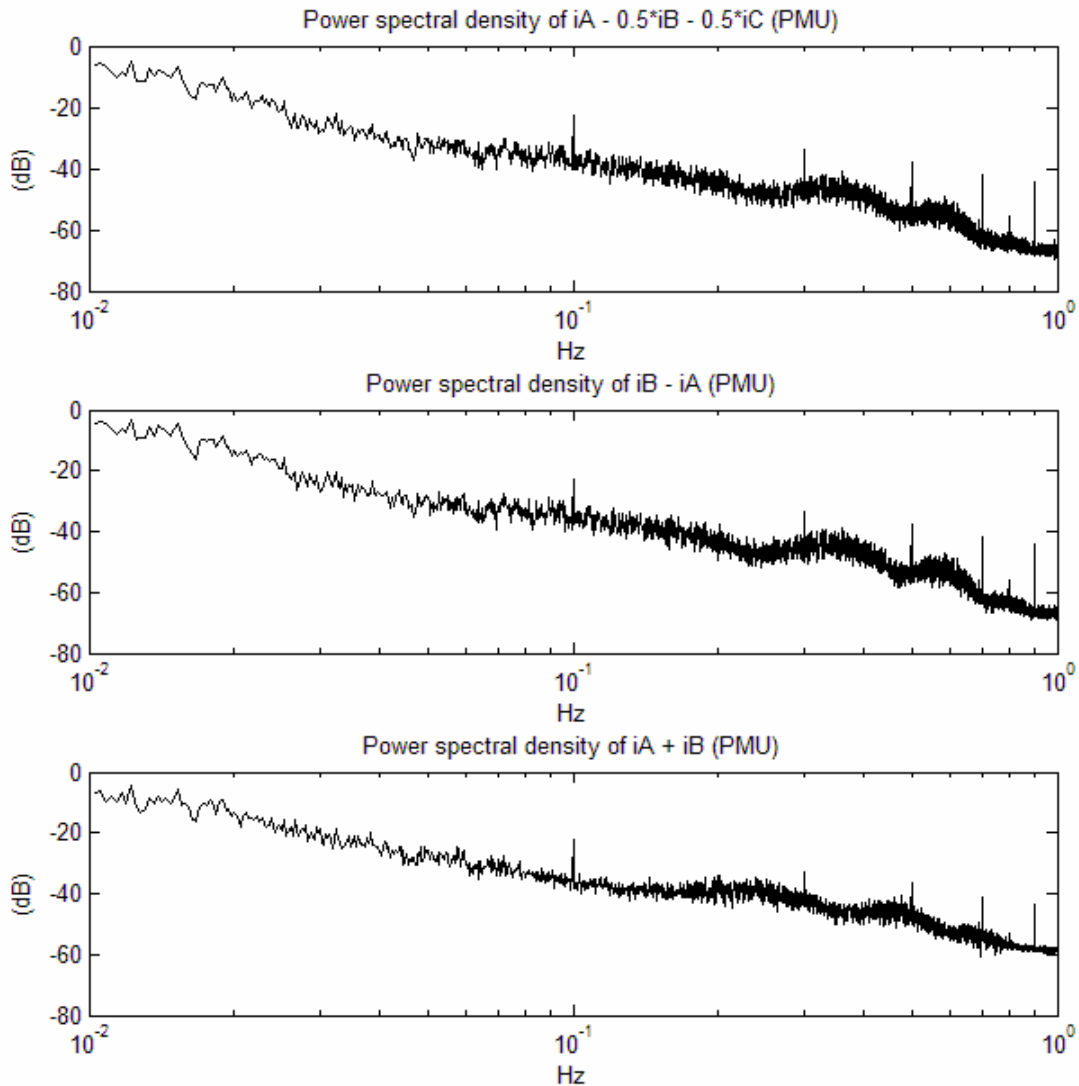 Power spectral density of iA - 0.5*iB - 0.5*iC (PMU)
0
-20
-40
-60
-80
(dB)
10^-2
10^-1
10^0
Hz
Power spectral density of iB - iA (PMU)
0
-20
-40
-60
-80
(dB)
10^-2
10^-1
10^0
Hz
Power spectral density of iA + iB (PMU)
0
-20
-40
-60
-80
(dB)
10^-2
10^-1
10^0
Hz